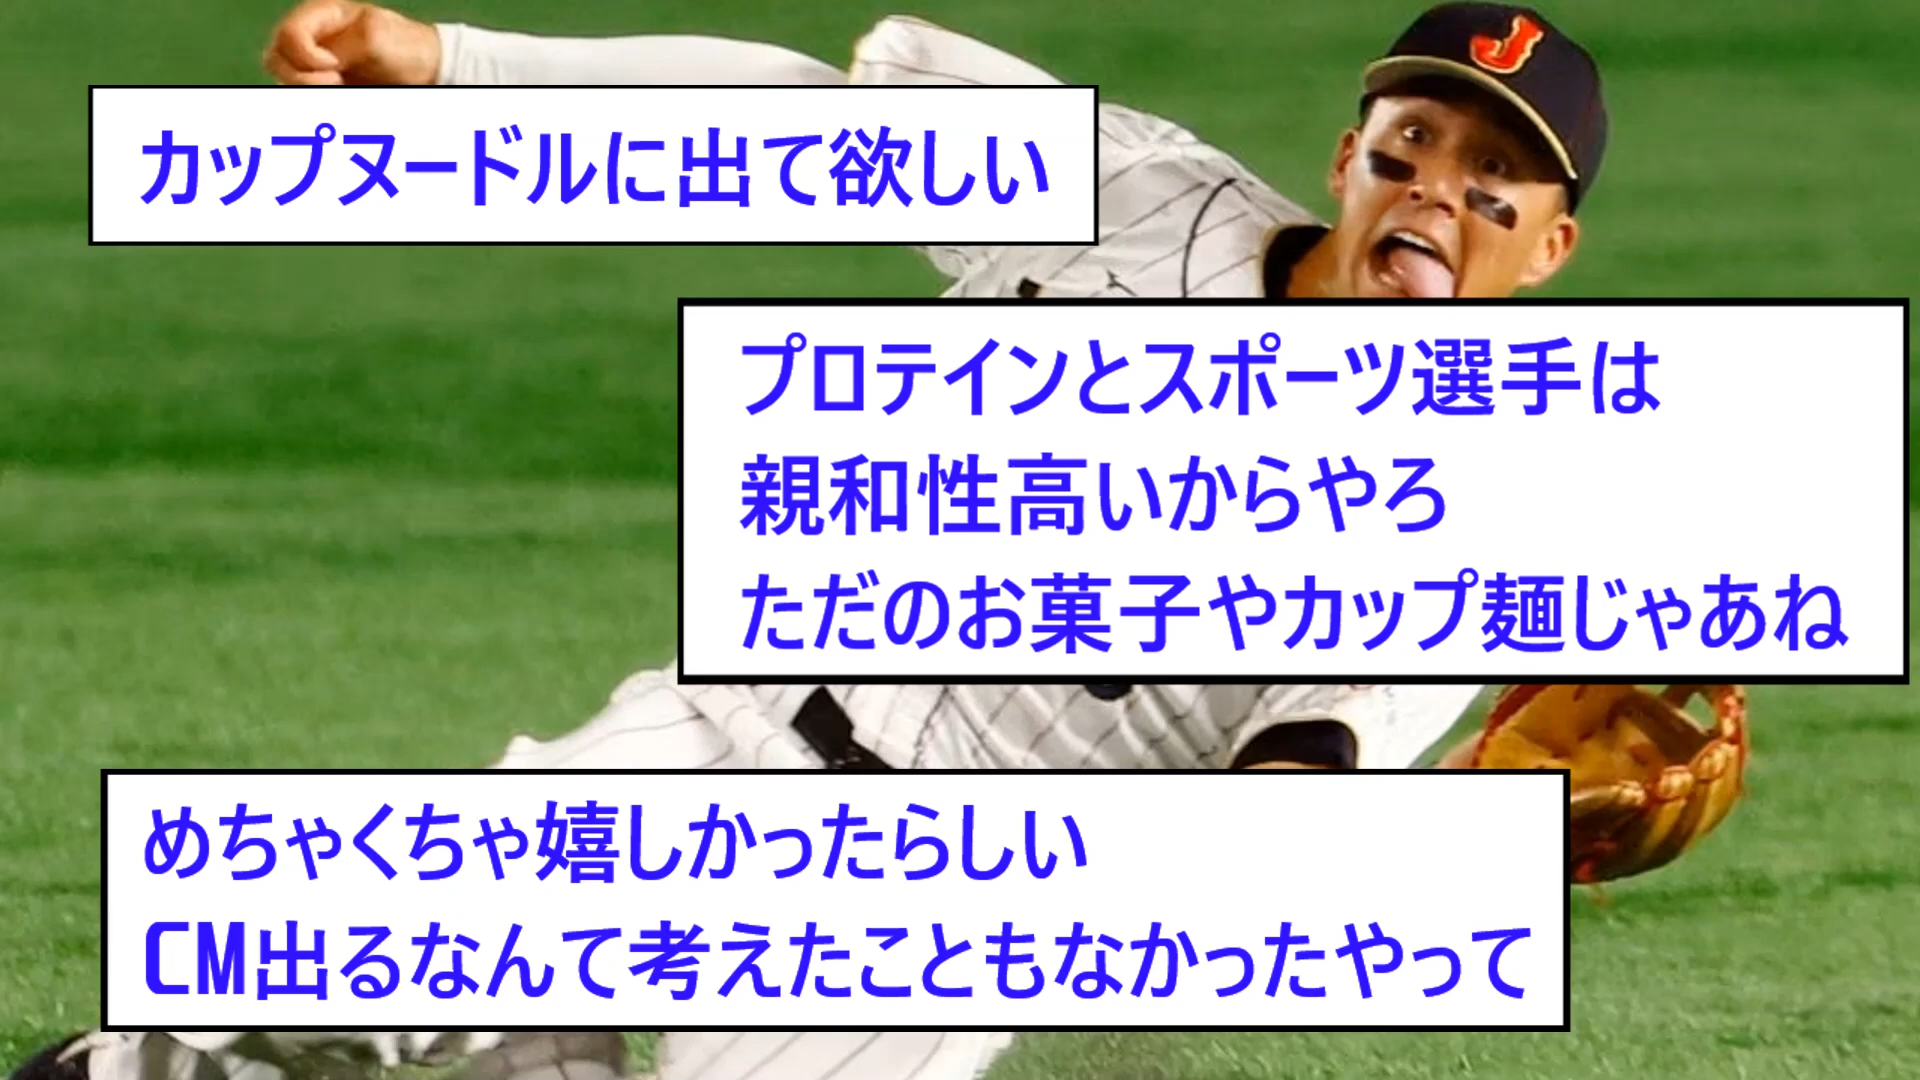 J
カップヌードルに出て欲しい
プロテインとスポーツ選手は
親和性高いからやろ
ただのお菓子やカップ麺じゃあね
めちゃくちゃ嬉しかったらしい
CM出るなんて考えたこともなかったやって